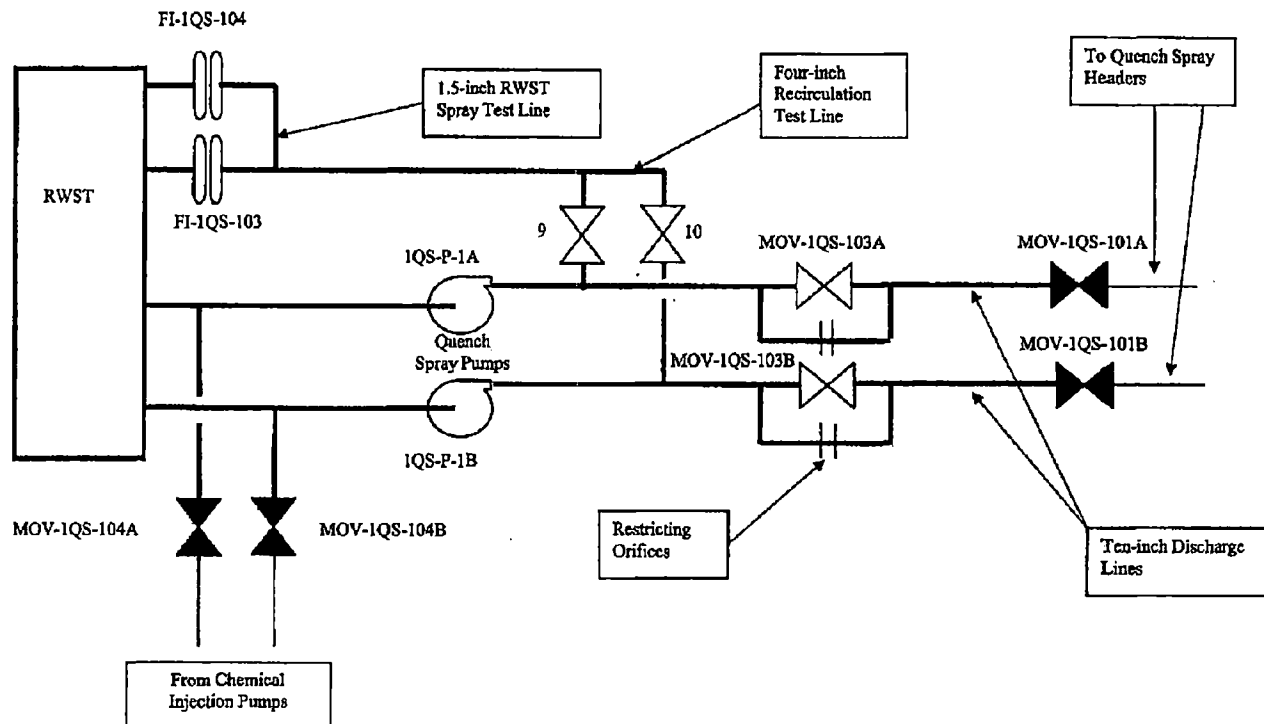 FI-1QS-104
To Quench Spray
Headers
1.5-inch RWST
Spray Test Line
Four-inch
Recirculation
Test Line
RWST
FI-1QS-103
9
10
1QS-P-1A
MOV-1QS-103A
MOV-1QS-101A
Quench
Spray Pumps
MOV-1QS-103B
MOV-1QS-101B
1QS-P-1B
MOV-1QS-104A
MOV-1QS-104B
Restricting
Orifices
Ten-inch Discharge
Lines
From Chemical
Injection Pumps